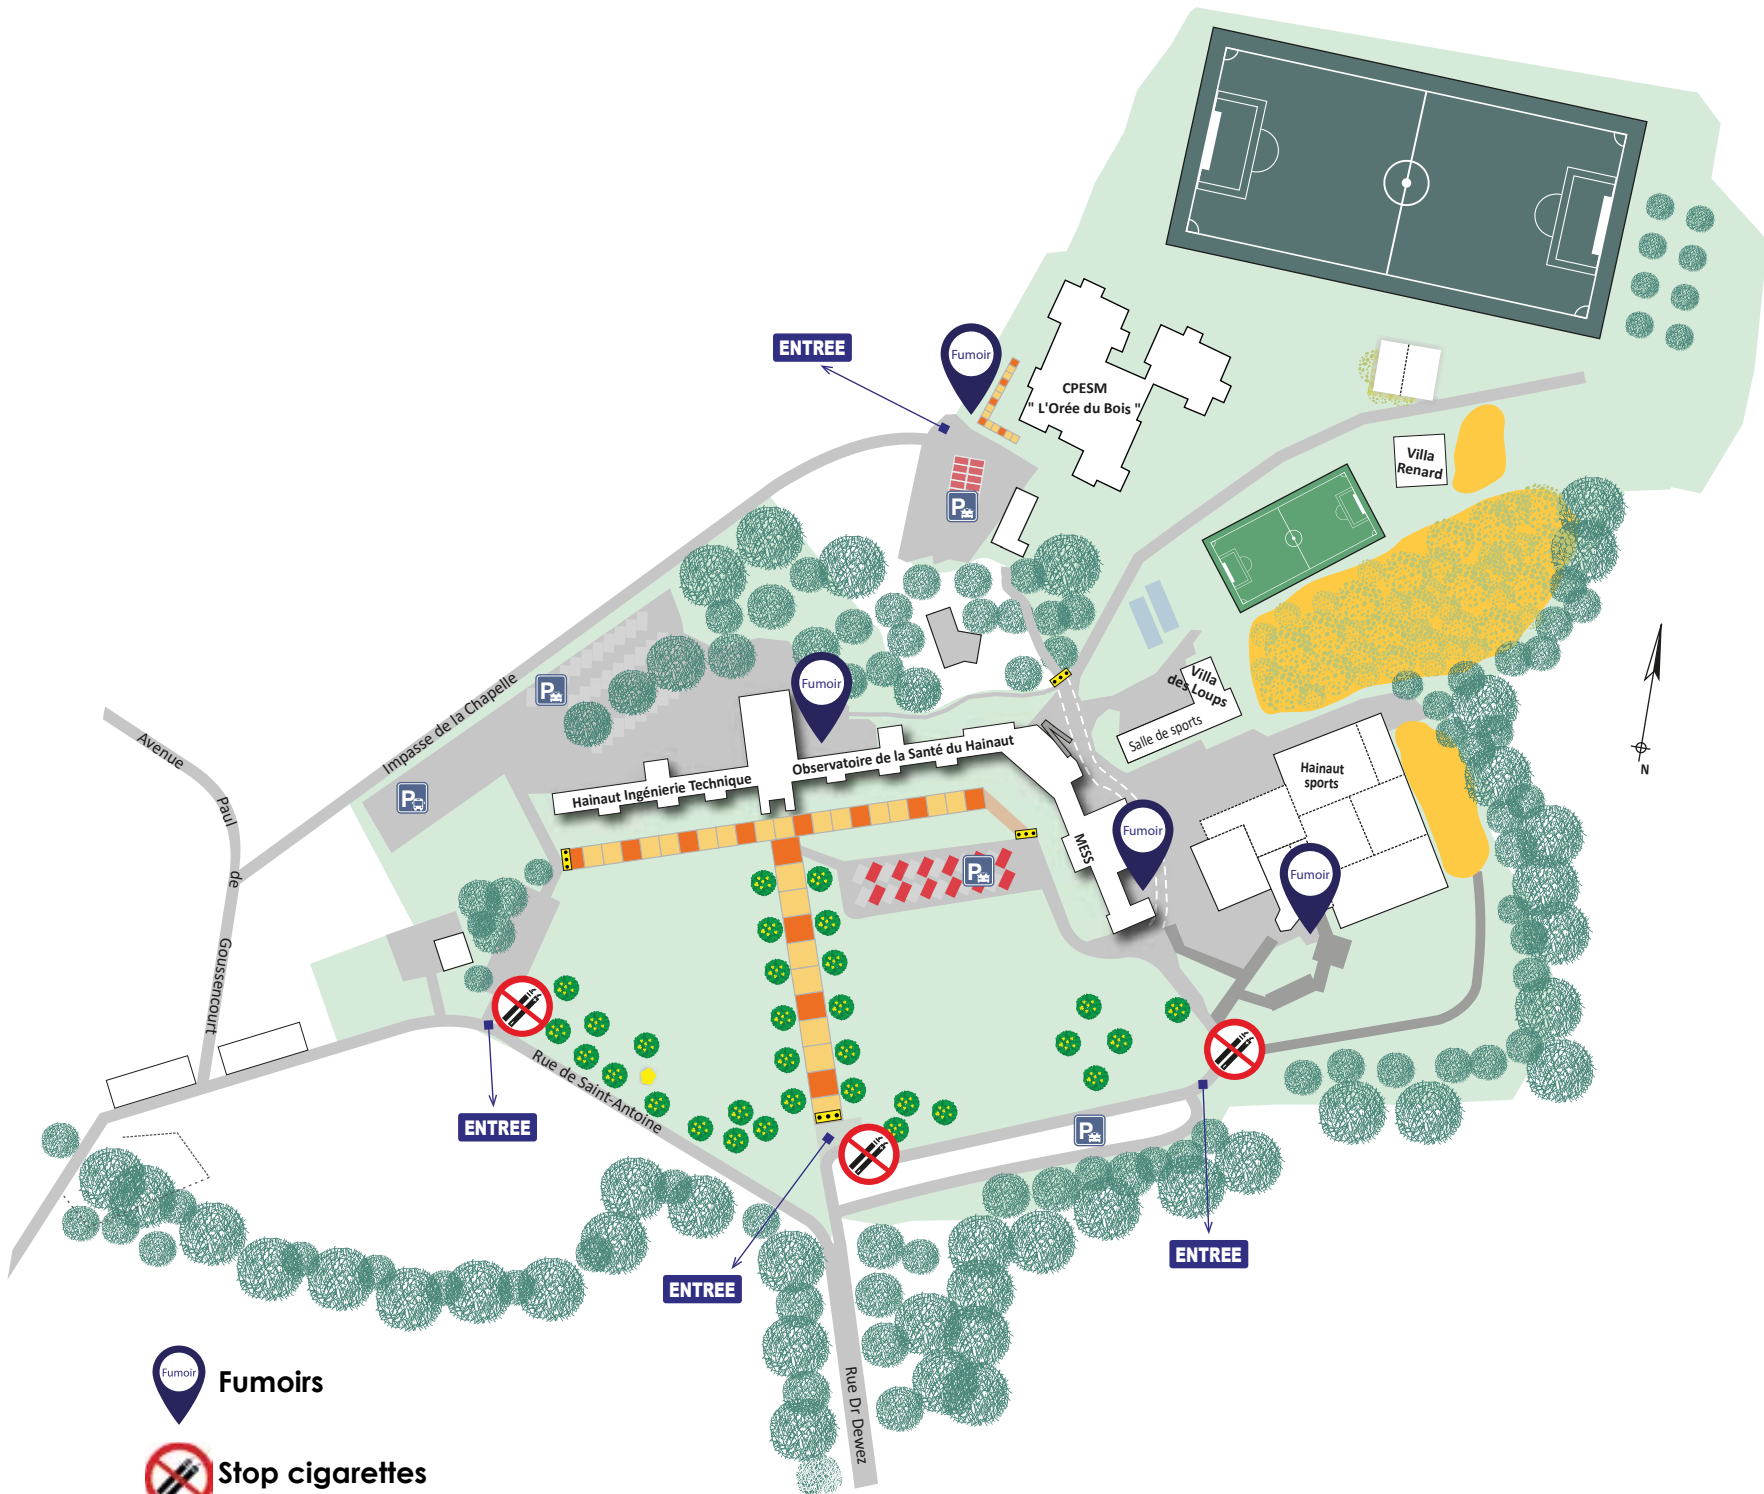 ENTREE
Fumoir
CPESM
" L'Orée du Bois "
Villa
Renard
P
P
P
Impasse de la Chapelle
Avenue
Paul
de
Goussencourt
Fumoir
Villa
des Loups
Salle de sports
Hainaut Ingénierie Technique
Observatoire de la Santé du Hainaut
Hainaut
sports
MESS
Fumoir
Fumoir
P
N
Rue de Saint-Antoine
ENTREE
P
ENTREE
ENTREE
Rue Dr Dewez
Fumoir
Fumoirs
Stop cigarettes